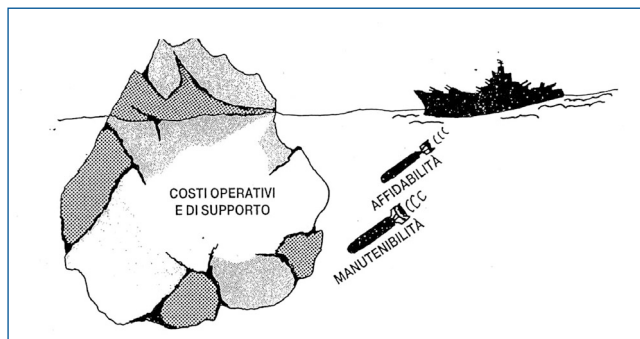 COSTI OPERATIVI
E DI SUPPORTO
AFFIDABILITÀ
MANUTENIBILITÀ